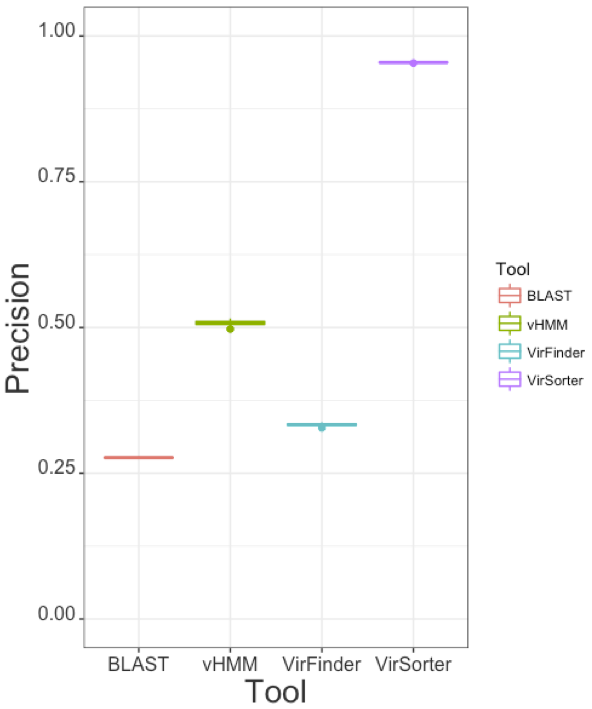 1.00
0.75
0.50
0.25
0.00
Precision
BLAST vHMM VirFinder VirSorter
Tool
Tool
BLAST
vHMM
VirFinder
VirSorter